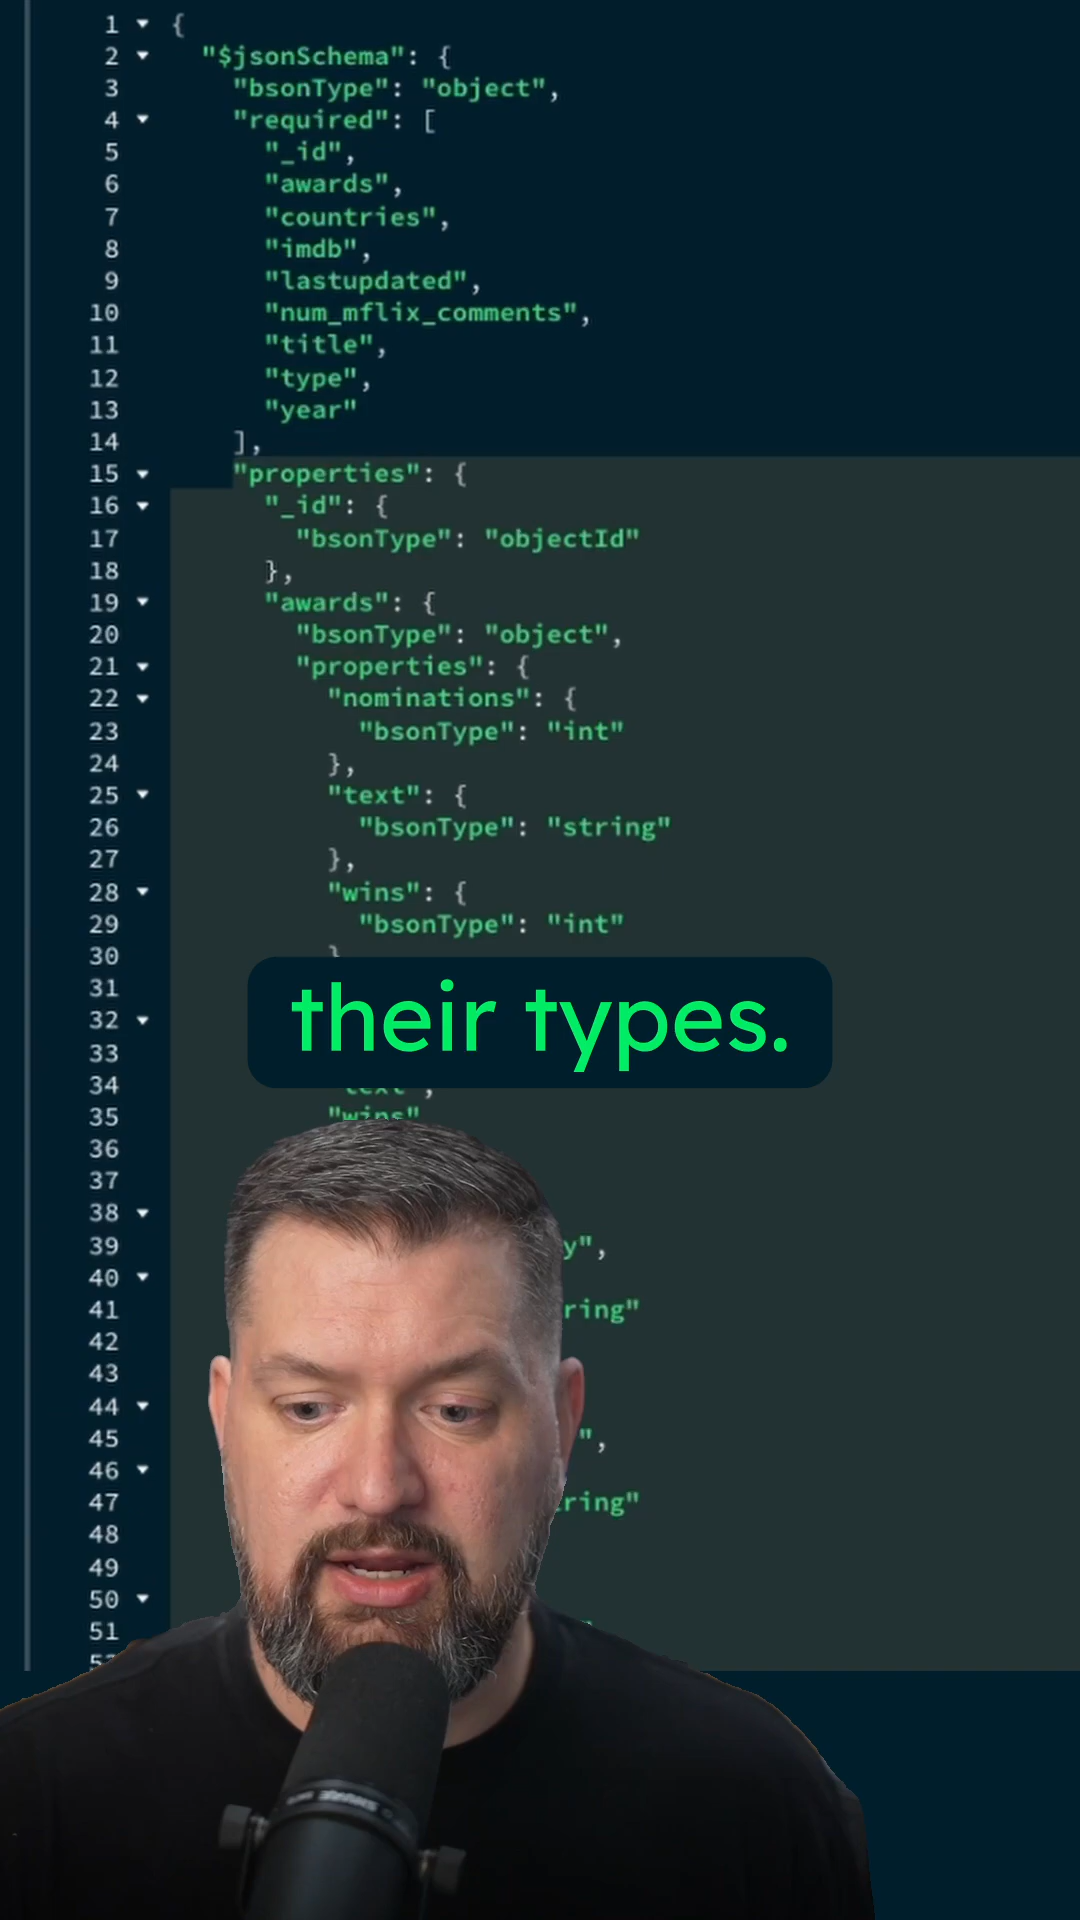 1 {
2 "$jsonSchema": {
3 "bsonType": "object",
4 "required": [
5 "_id",
6 "awards",
7 "countries",
8 "imdb",
9 "lastupdated",
10 "num_mflix_comments",
11 "title",
12 "type",
13 "year"
14 ],
15 "properties": {
16 "_id": {
17 "bsonType": "objectId"
18 },
19 "awards": {
20 "bsonType": "object",
21 "properties": {
22 "nominations": {
23 "bsonType": "int"
24 },
25 "text": {
26 "bsonType": "string"
27 },
28 "wins": {
29 "bsonType": "int"
30 }
31
their types.
32
33
34 "text",
35 "wins"
36
37
38
39 y",
40
41 ring"
42
43
44
45 ",
46
47 ring"
48
49
50
51
SHURE